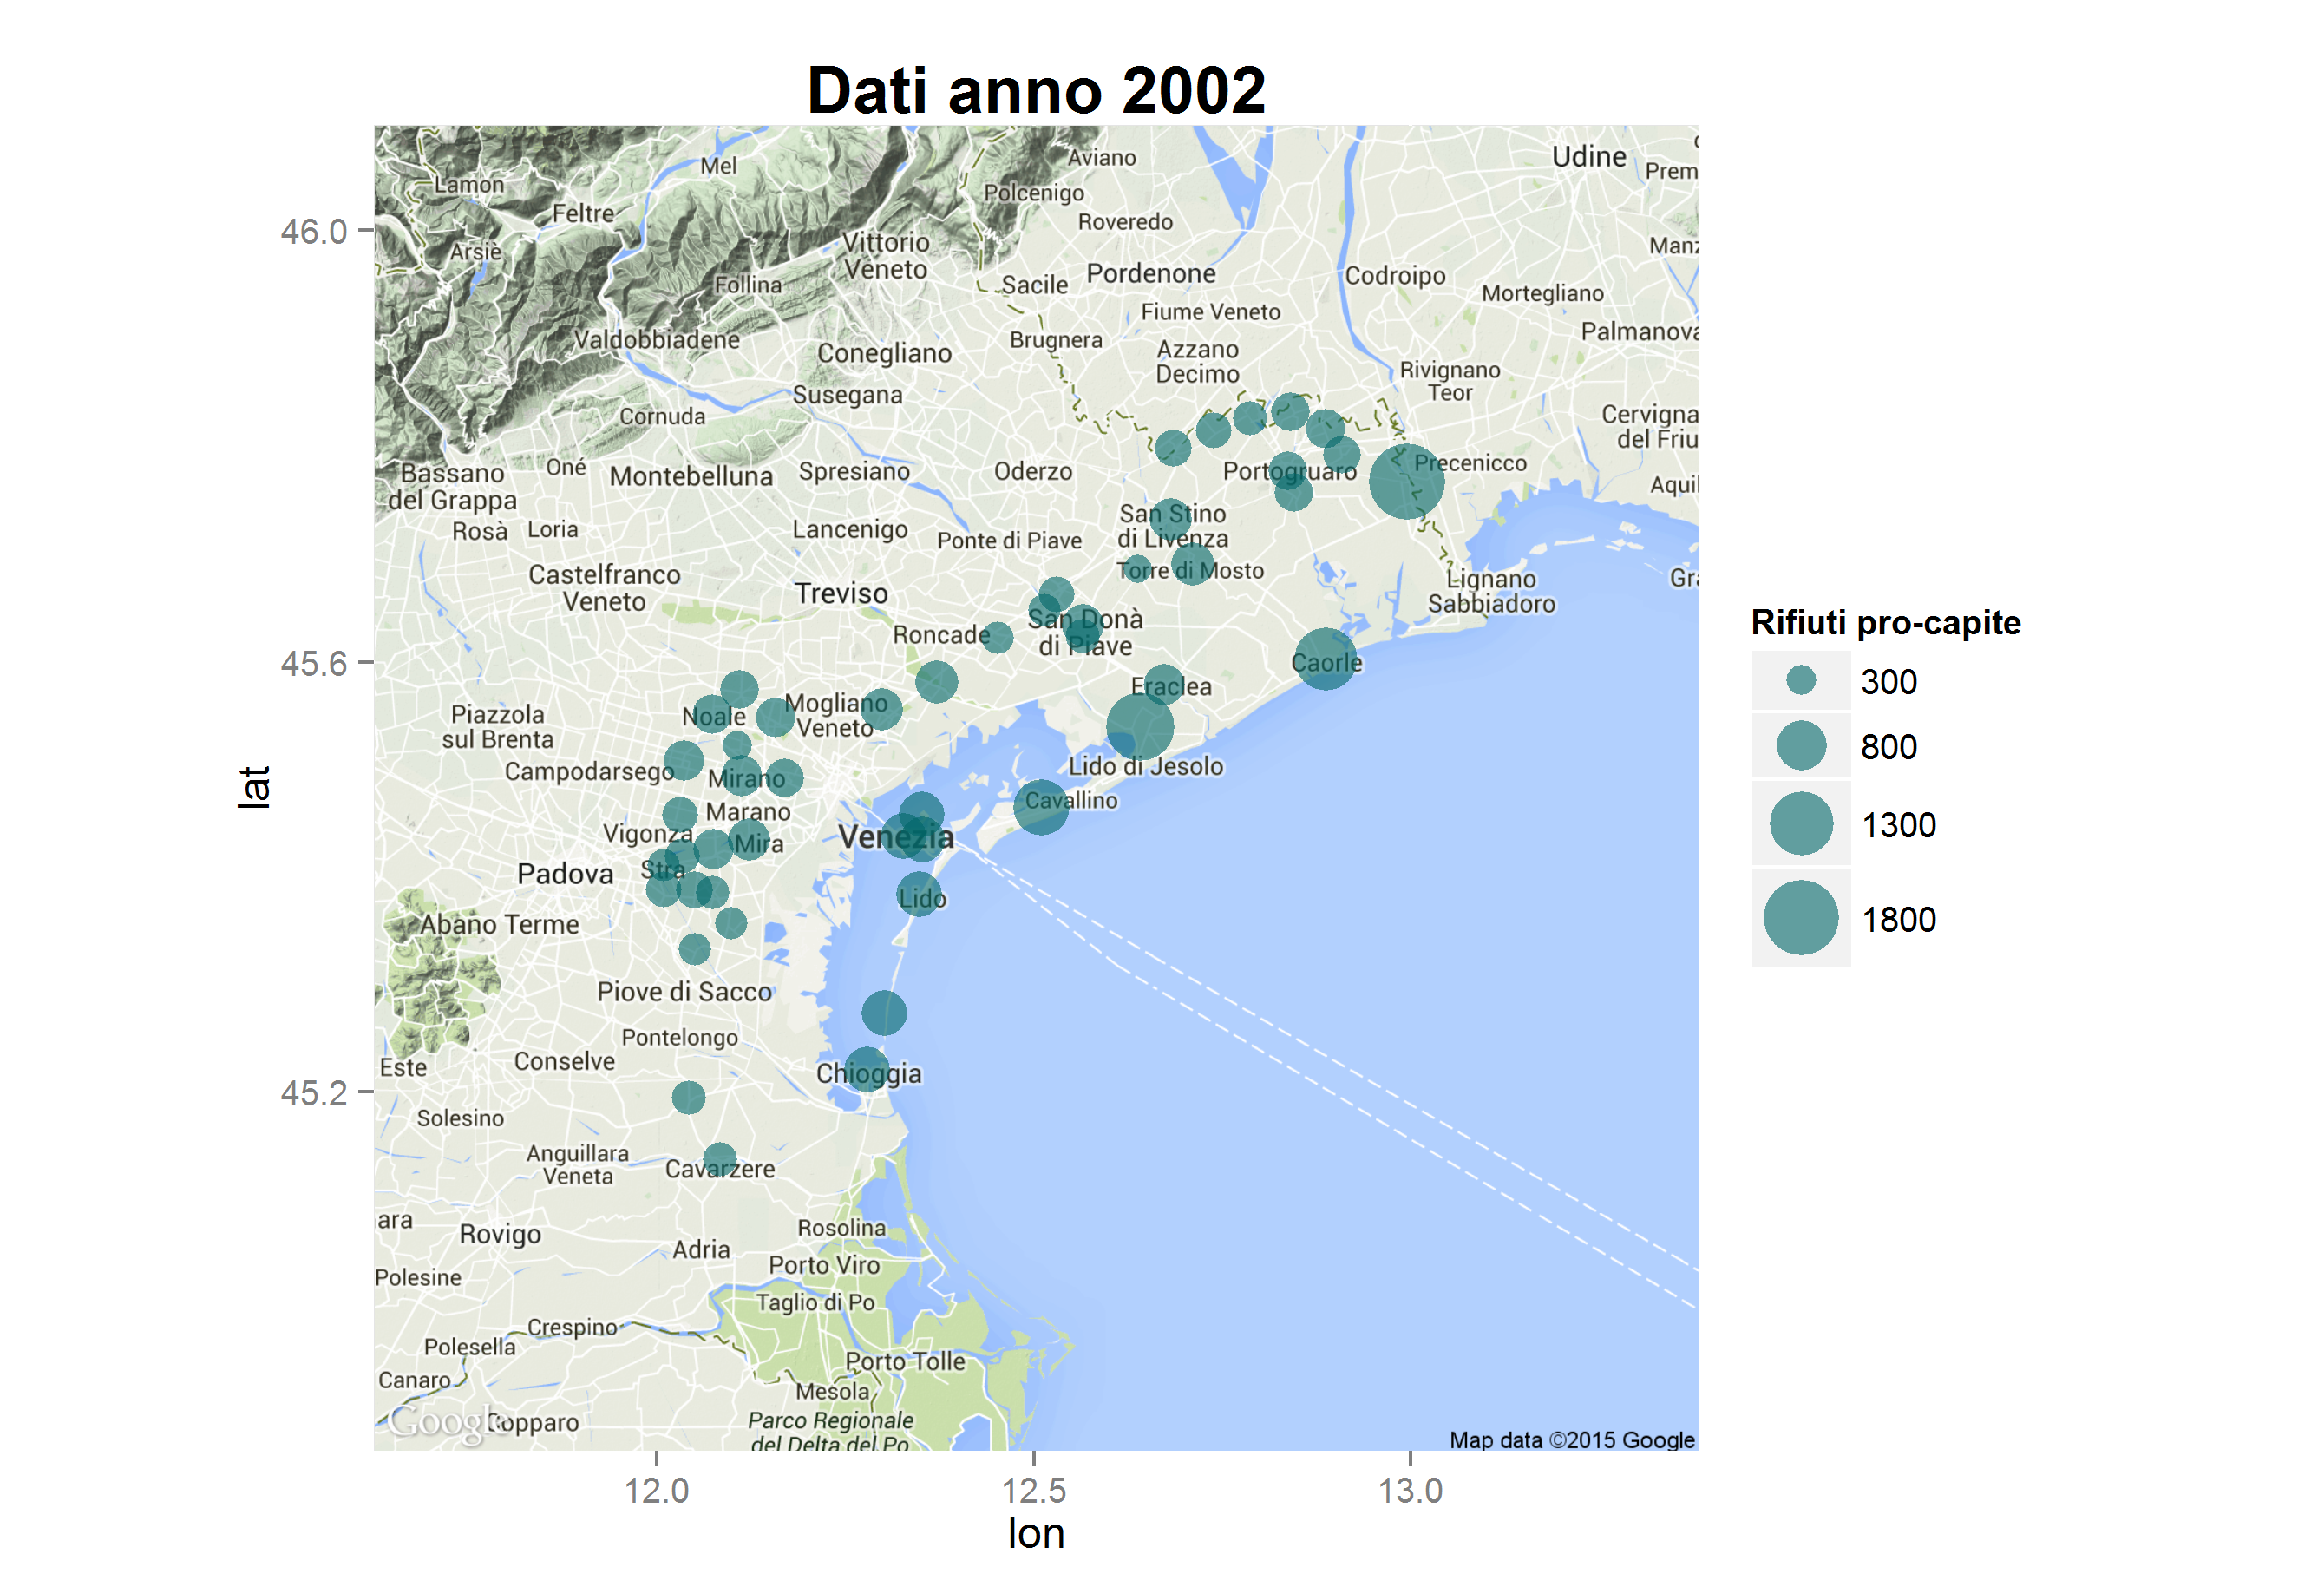 Dati anno 2002
Aviano
Udine
Mel
Prem
Lamon
Polcenigo
Feltre
Roveredo
Arsiè
Vittorio
Veneto
Manz
Pordenone
Codroipo
Sacile
Follina
Mortegliano
Fiume Veneto
Palmanova
Valdobbiadene
Brugnera
Conegliano
Azzano
Decimo
Rivignano
Teor
Susegana
Cornuda
Cervigna
del Friu
Bassano
del Grappa
Oné
Montebelluna
Spresiano
Oderzo
Portogruaro
Precenicco
Aquil
Rosà
Loria
Lancenigo
Ponte di Piave
San Stino
di Livenza
Castelfranco
Veneto
Treviso
Torre di Mosto
Lignano
Sabbiadoro
Gra
Roncade
San Donà
di Piave
Caorle
Eraclea
Piazzola
sul Brenta
Noale
Mogliano
Veneto
Campodarsego
Mirano
Lido di Jesolo
Marano
Cavallino
Vigonza
Mira
Venezia
Padova
Stra
Lido
Abano Terme
Piove di Sacco
Pontelongo
Conselve
Este
Chioggia
Solesino
Anguillara
Veneta
Cavarzere
ara
Rovigo
Rosolina
Adria
Porto Viro
Polesine
Taglio di Po
Crespino
Polesella
Porto Tolle
Canaro
Mesola
Copparo
Parco Regionale
del Delta del Po
Google
Map data ©2015 Google
46.0
45.6
45.2
lat
12.0
12.5
13.0
lon
Rifiuti pro-capite
300
800
1300
1800